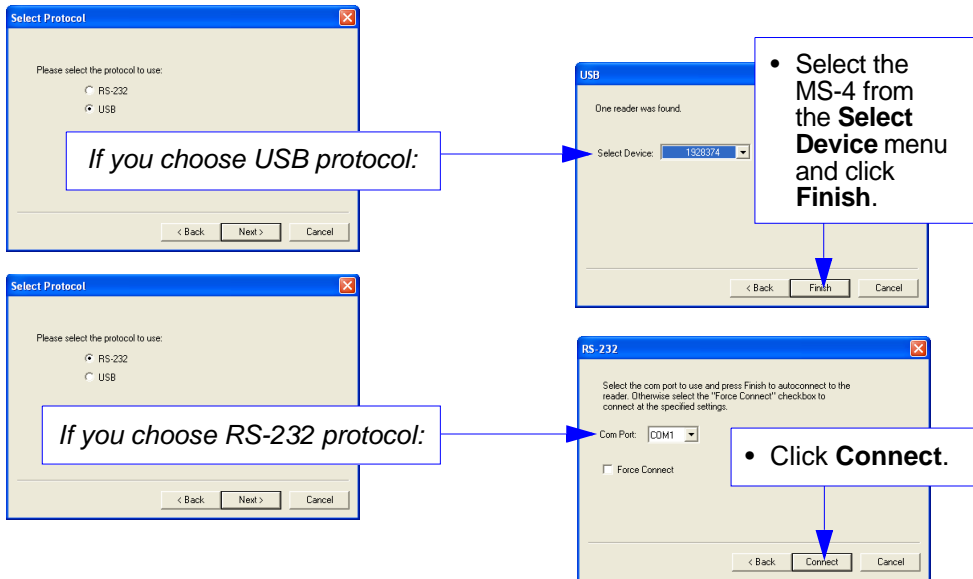 Select Protocol
Please select the protocol to use:
RS-232
USB
If you choose USB protocol:
< Back Next > Cancel
USB
One reader was found.
Select Device: 1928374
• Select the
MS-4 from
the Select
Device menu
and click
Finish.
< Back Finish Cancel
Select Protocol
Please select the protocol to use:
RS-232
USB
If you choose RS-232 protocol:
< Back Next > Cancel
RS-232
Select the com port to use and press Finish to autoconnect to the
reader. Otherwise select the "Force Connect" checkbox to
connect at the specified settings.
Com Port: COM1
Force Connect
• Click Connect.
< Back Connect Cancel